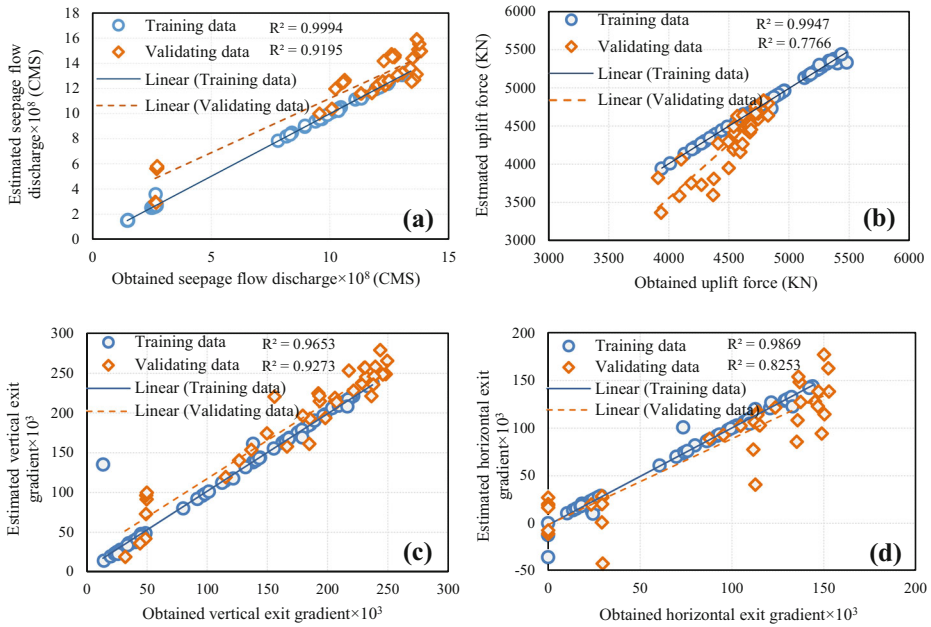 (a)
Training data R² = 0.9994
Validating data R² = 0.9195
Linear (Training data)
Linear (Validating data)
18
16
14
12
10
8
6
4
2
0
0 5 10 15
Estimated seepage flow
discharge×10⁸ (CMS)
Obtained seepage flow discharge×10⁸ (CMS)
(b)
Training data R² = 0.9947
Validating data R² = 0.7766
Linear (Training data)
Linear (Validating data)
6000
5500
5000
4500
4000
3500
3000
3000 3500 4000 4500 5000 5500 6000
Estmated uplift force (KN)
Obtained uplift force (KN)
(c)
Training data R² = 0.9653
Validating data R² = 0.9273
Linear (Training data)
Linear (Validating data)
300
250
200
150
100
50
0
0 50 100 150 200 250 300
Estimated vertical exit
gradient×10³
Obtained vertical exit gradient×10³
(d)
Training data R² = 0.9869
Validating data R² = 0.8253
Linear (Training data)
Linear (Validating data)
200
150
100
50
0
-50
0 50 100 150 200
Estimated horizontal exit
gradient×10³
Obtained horizontal exit gradient×10³